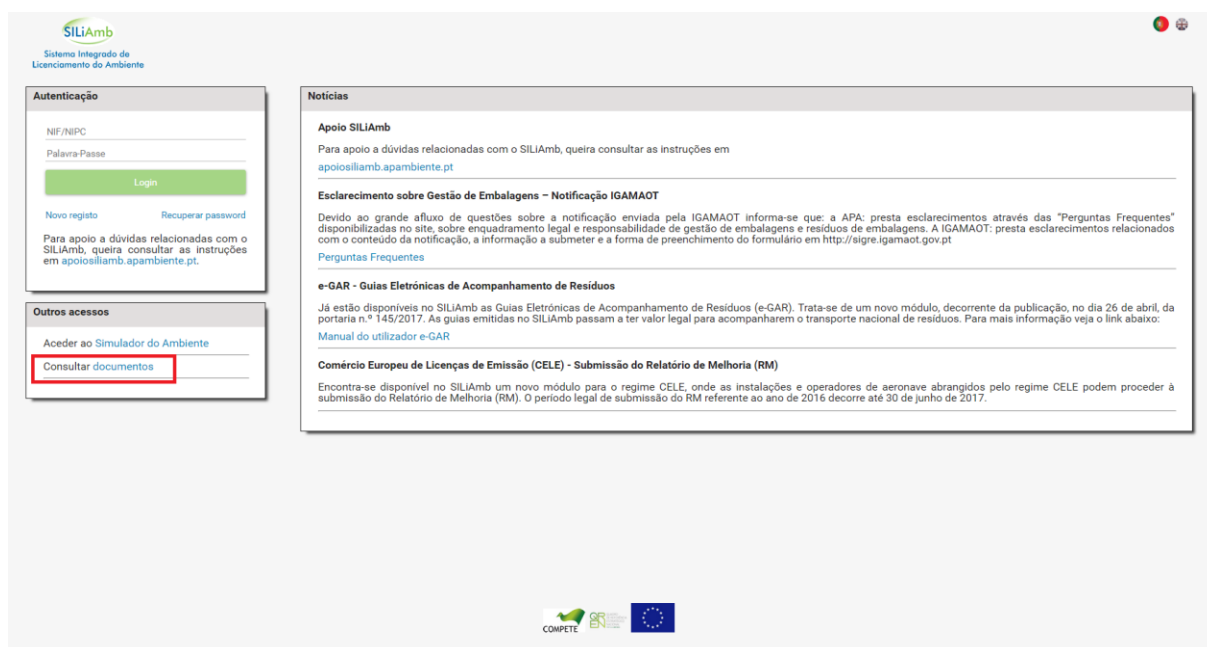 SILiAmb
Sistema Integrado de
Licenciamento do Ambiente
Autenticação
NIF/NIPC
Palavra-Passe
Login
Novo registo Recuperar password
Para apoio a dúvidas relacionadas com o
SILiAmb, queira consultar as instruções
em apoiosiliamb.apambiente.pt.
Outros acessos
Aceder ao Simulador do Ambiente
Consultar documentos
Notícias
Apoio SILiAmb
Para apoio a dúvidas relacionadas com o SILiAmb, queira consultar as instruções em
apoiosiliamb.apambiente.pt
Esclarecimento sobre Gestão de Embalagens – Notificação IGAMAOT
Devido ao grande afluxo de questões sobre a notificação enviada pela IGAMAOT informa-se que: a APA: presta esclarecimentos através das "Perguntas Frequentes"
disponibilizadas no site, sobre enquadramento legal e responsabilidade de gestão de embalagens e resíduos de embalagens. A IGAMAOT: presta esclarecimentos relacionados
com o conteúdo da notificação, a informação a submeter e a forma de preenchimento do formulário em http://sigre.igamaot.gov.pt
Perguntas Frequentes
e-GAR - Guias Eletrónicas de Acompanhamento de Resíduos
Já estão disponíveis no SILiAmb as Guias Eletrónicas de Acompanhamento de Resíduos (e-GAR). Trata-se de um novo módulo, decorrente da publicação, no dia 26 de abril, da
portaria n.º 145/2017. As guias emitidas no SILiAmb passam a ter valor legal para acompanharem o transporte nacional de resíduos. Para mais informação veja o link abaixo:
Manual do utilizador e-GAR
Comércio Europeu de Licenças de Emissão (CELE) - Submissão do Relatório de Melhoria (RM)
Encontra-se disponível no SILiAmb um novo módulo para o regime CELE, onde as instalações e operadores de aeronave abrangidos pelo regime CELE podem proceder à
submissão do Relatório de Melhoria (RM). O período legal de submissão do RM referente ao ano de 2016 decorre até 30 de junho de 2017.
COMPETE
QR
EN